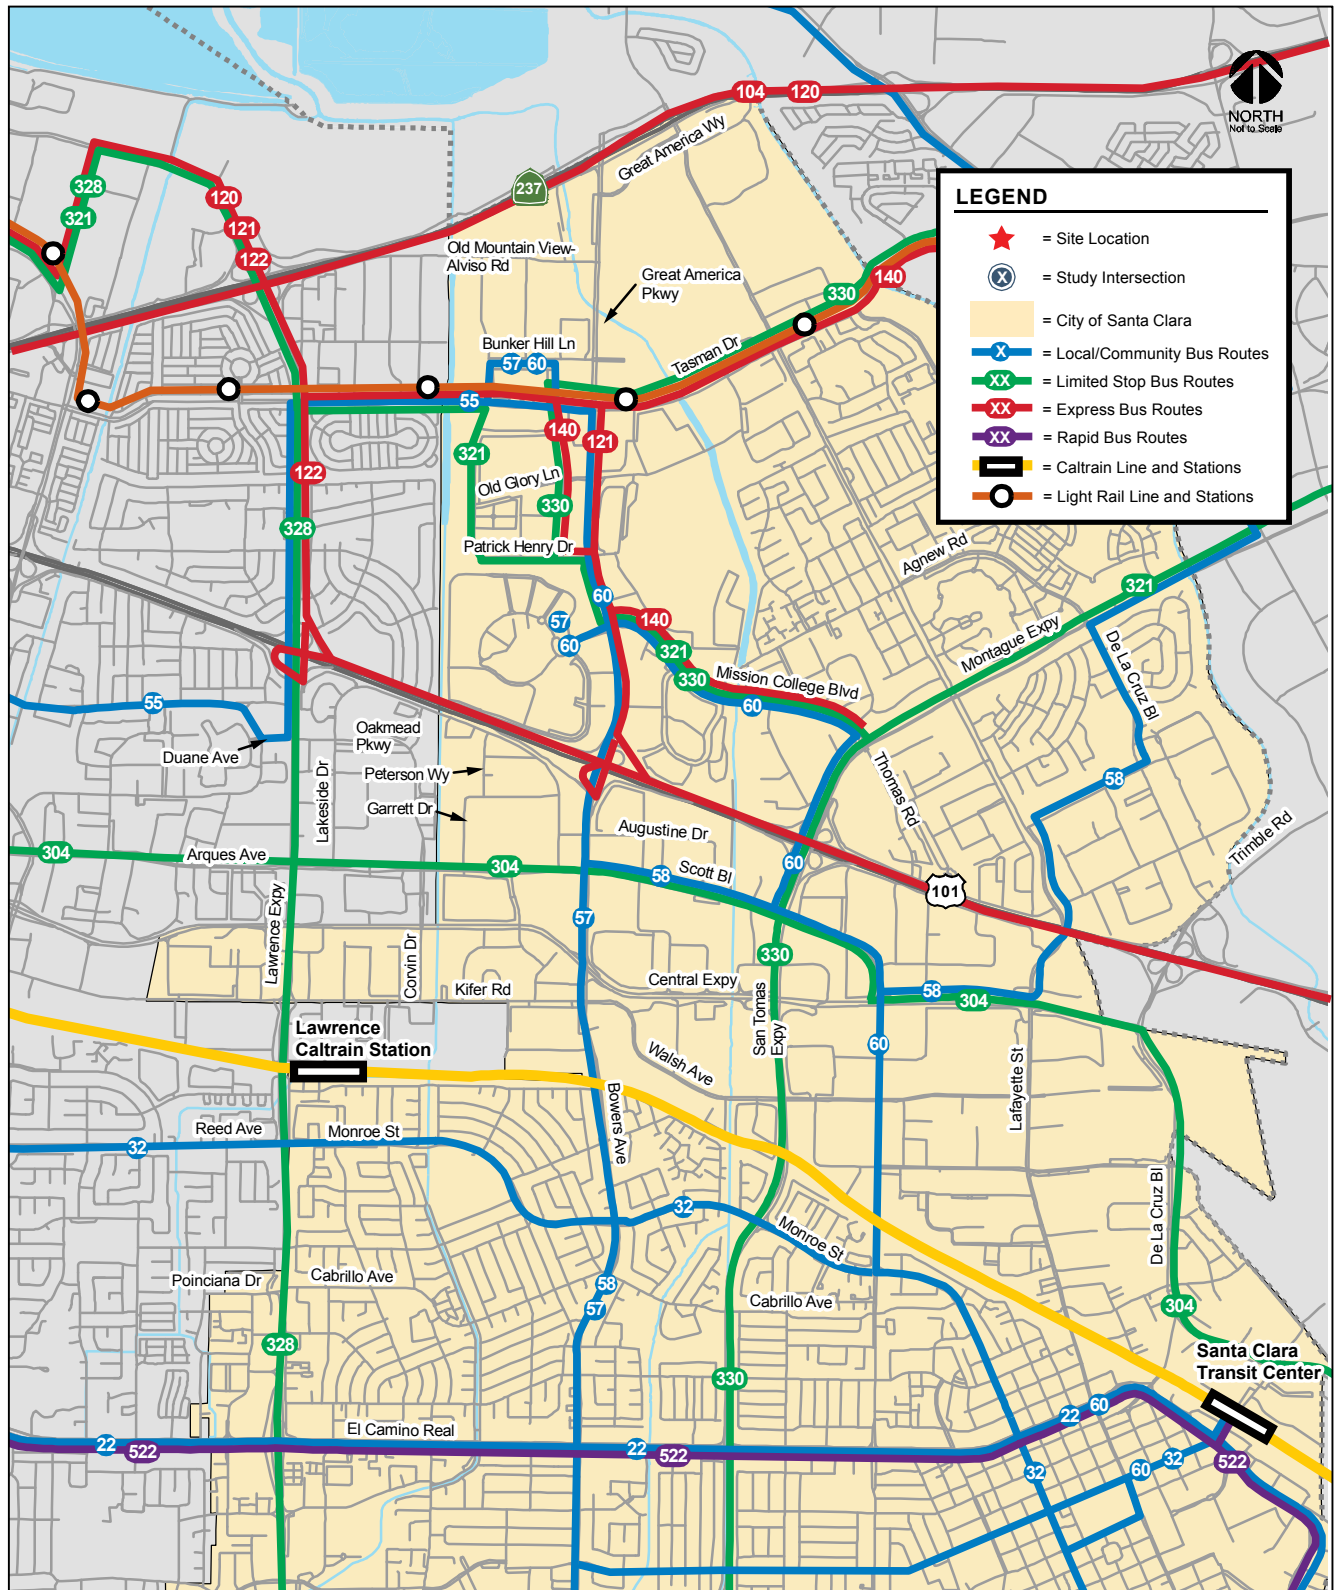 104
120
NORTH
Not to Scale
Great America Wy
237
328
321
120
121
122
Old Mountain View-
Alviso Rd
Great America
Pkwy
140
330
Bunker Hill Ln
57
60
Tasman Dr
55
140
121
321
122
Old Glory Ln
330
328
Patrick Henry Dr
LEGEND
= Site Location
X
= Study Intersection
= City of Santa Clara
X
= Local/Community Bus Routes
XX
= Limited Stop Bus Routes
XX
= Express Bus Routes
XX
= Rapid Bus Routes
= Caltrain Line and Stations
= Light Rail Line and Stations
Agnew Rd
321
60
57
60
140
321
330
Mission College Blvd
60
Montague Expy
De La Cruz Bl
55
Duane Ave
Oakmead
Pkwy
Peterson Wy
Garrett Dr
Lakeside Dr
Thomas Rd
58
Trimble Rd
Augustine Dr
304
Arques Ave
304
58
Scott Bl
60
101
57
Lawrence Expy
Corvin Dr
Kifer Rd
Central Expy
330
San Tomas
Expy
58
304
60
Lawrence
Caltrain Station
Walsh Ave
Lafayette St
Bowers Ave
Reed Ave
Monroe St
32
32
Monroe St
De La Cruz Bl
Poinciana Dr
Cabrillo Ave
58
57
Cabrillo Ave
304
328
330
Santa Clara
Transit Center
El Camino Real
22
522
22
522
22
60
32
60
32
522